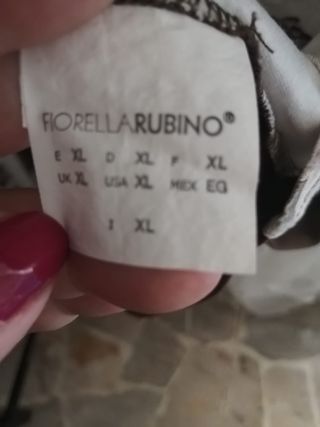 FIORELLARUBINO®
E XL D XL F XL
UK XL USA XL MEX EG
I XL